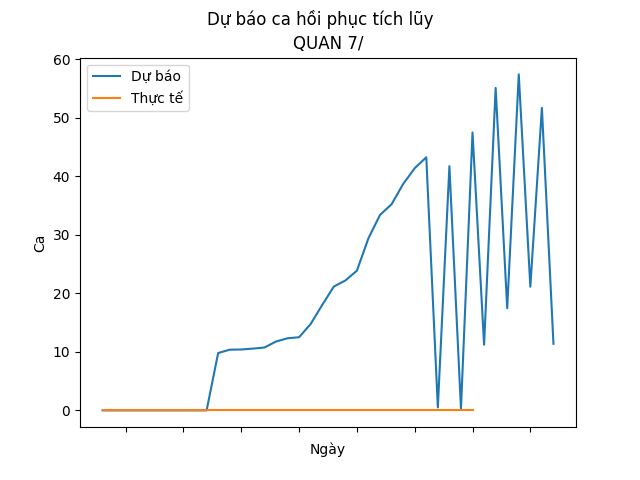 Dự báo ca hồi phục tích lũy
QUAN 7/
Dự báo
Thực tế
60
50
40
30
20
10
0
Ca
Ngày